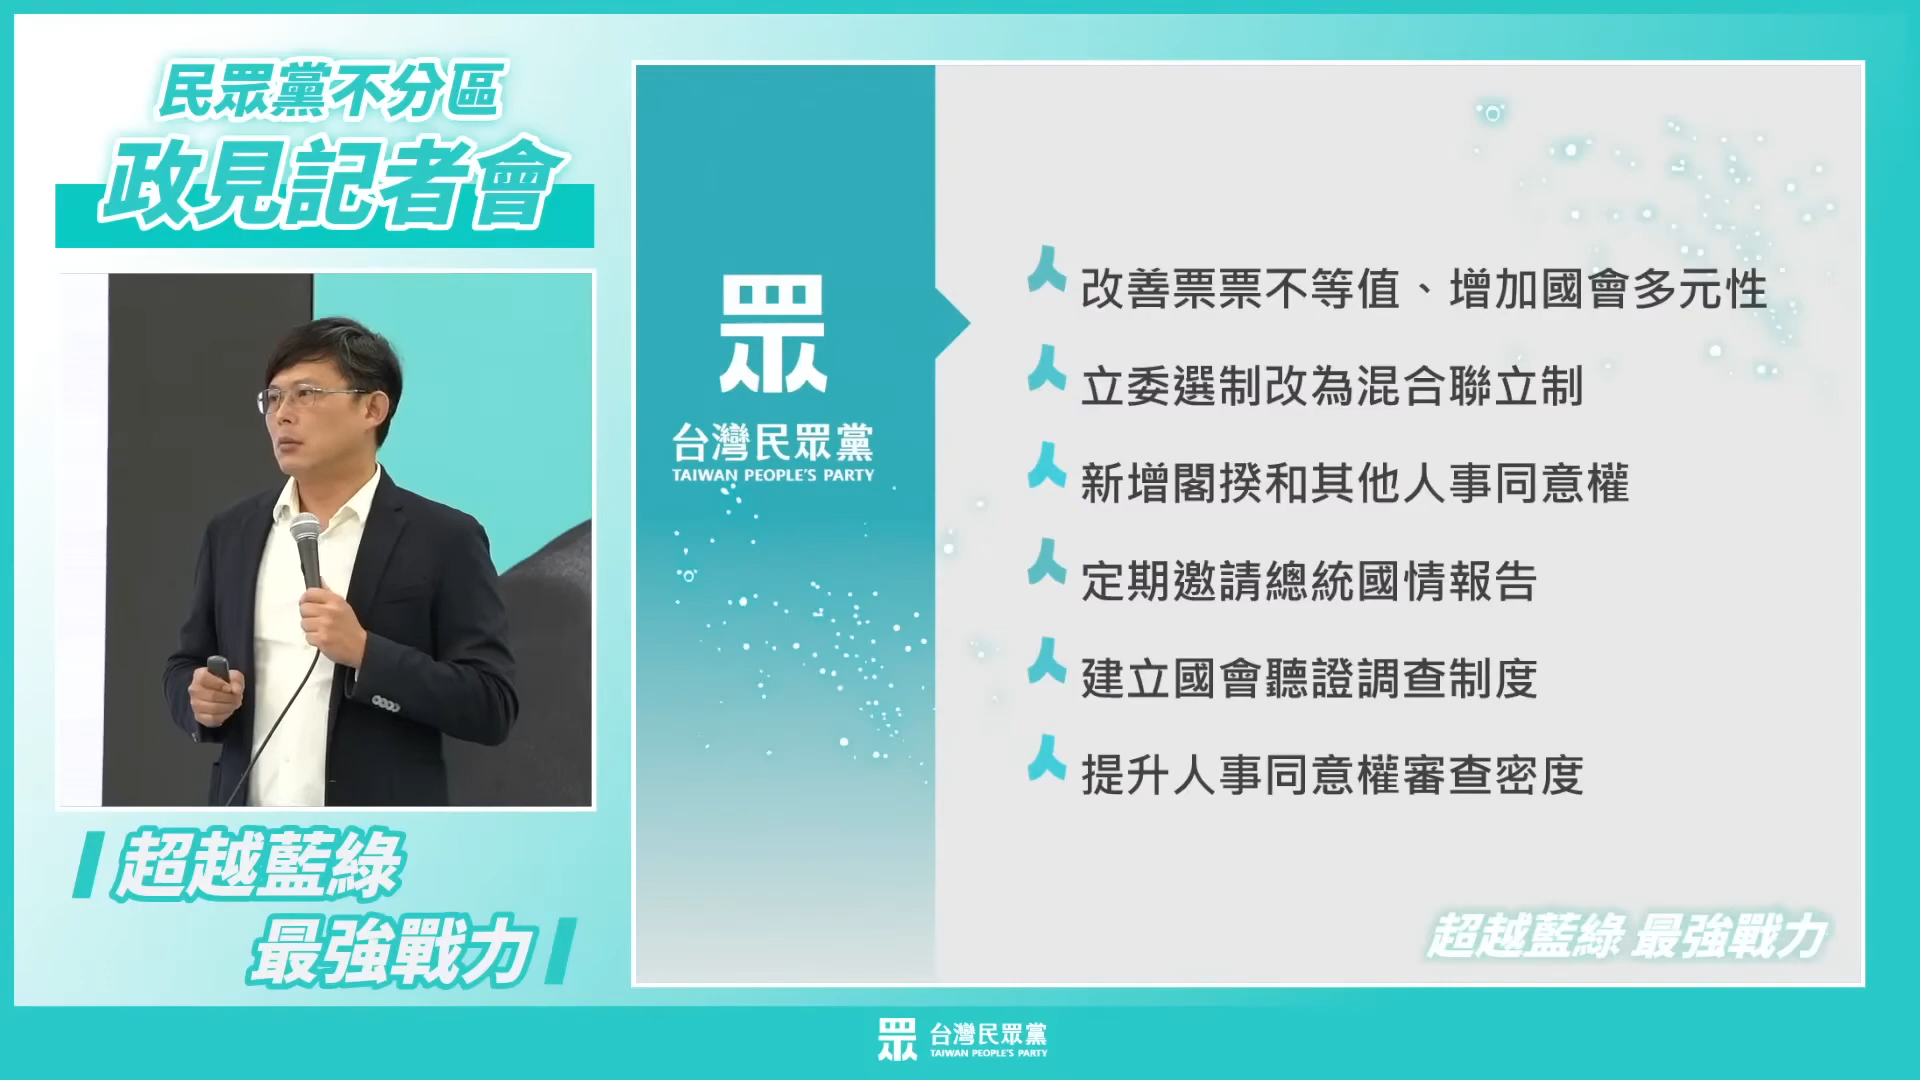 民眾黨不分區
政見記者會
超越藍綠
最強戰力
眾
台灣民眾黨
TAIWAN PEOPLE'S PARTY
改善票票不等值、增加國會多元性
立委選制改為混合聯立制
新增閣揆和其他人事同意權
定期邀請總統國情報告
建立國會聽證調查制度
提升人事同意權審查密度
超越藍綠 最強戰力
眾 台灣民眾黨
TAIWAN PEOPLE'S PARTY